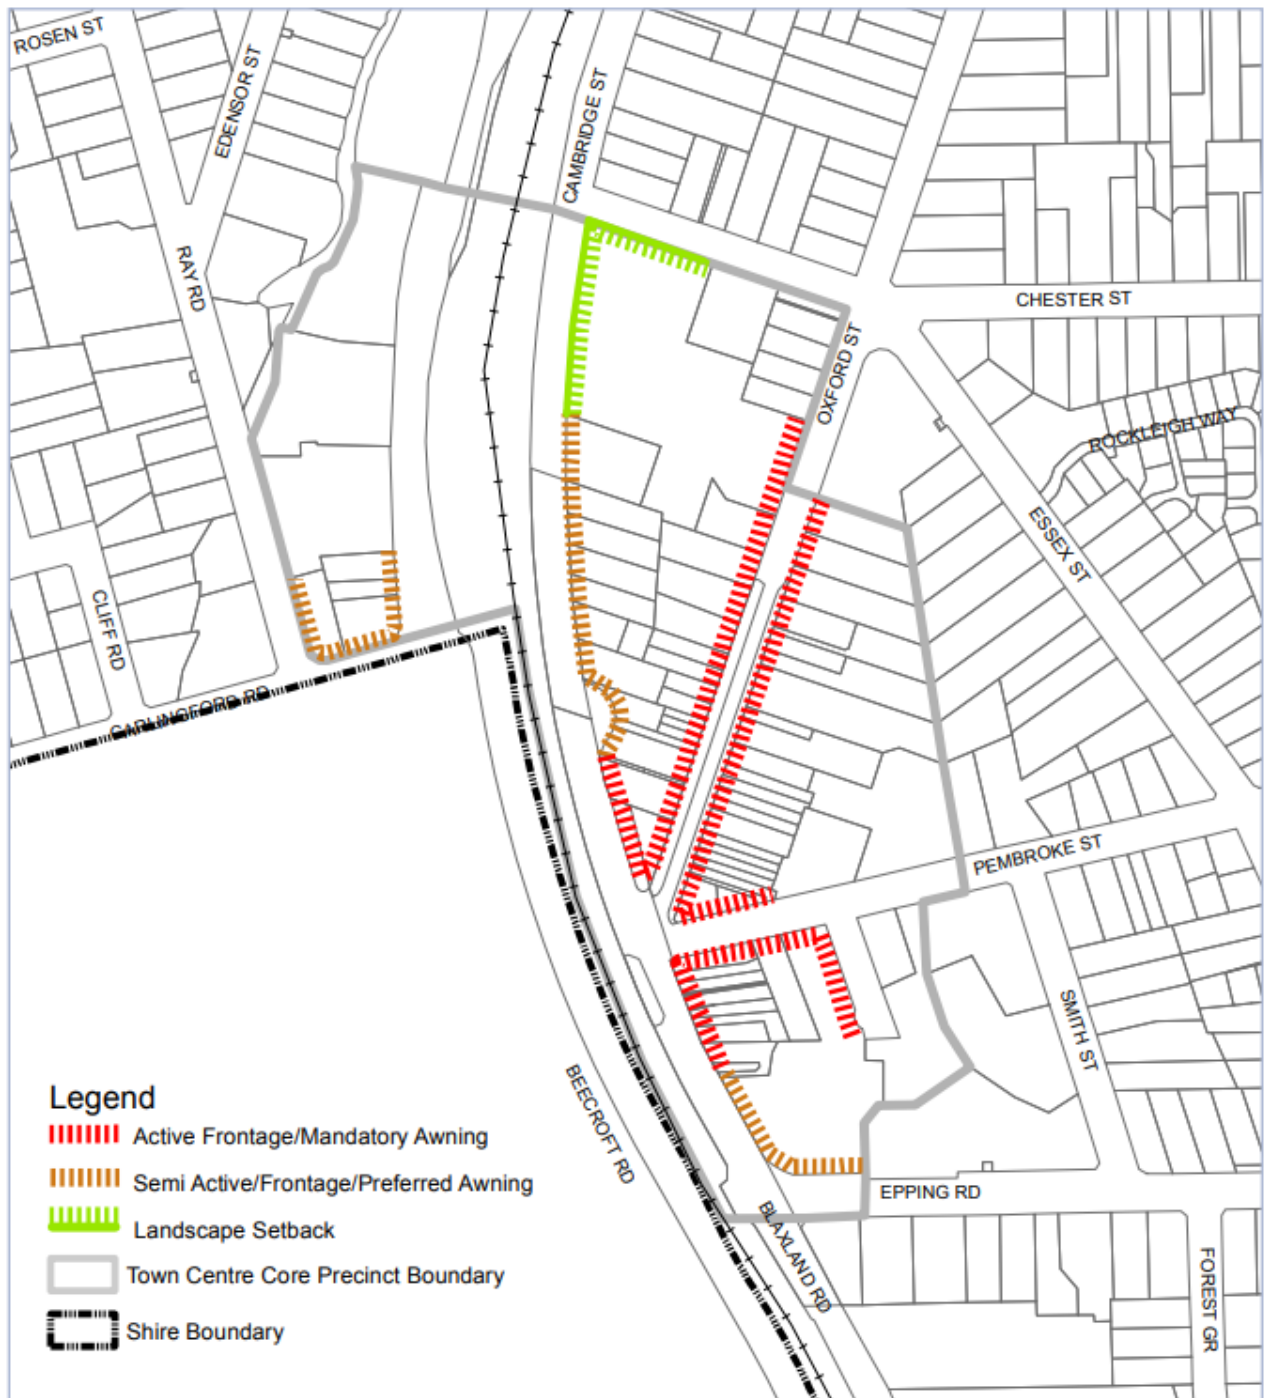 ROSEN ST
EDENSOR ST
CAMBRIDGE ST
RAY RD
CHESTER ST
OXFORD ST
ROCKLEIGH WAY
ESSEX ST
CLIFF RD
CARLINGFORD RD
PEMBROKE ST
SMITH ST
BEECROFT RD
EPPING RD
BLAXLAND RD
FOREST GR
Legend
Active Frontage/Mandatory Awning
Semi Active/Frontage/Preferred Awning
Landscape Setback
Town Centre Core Precinct Boundary
Shire Boundary